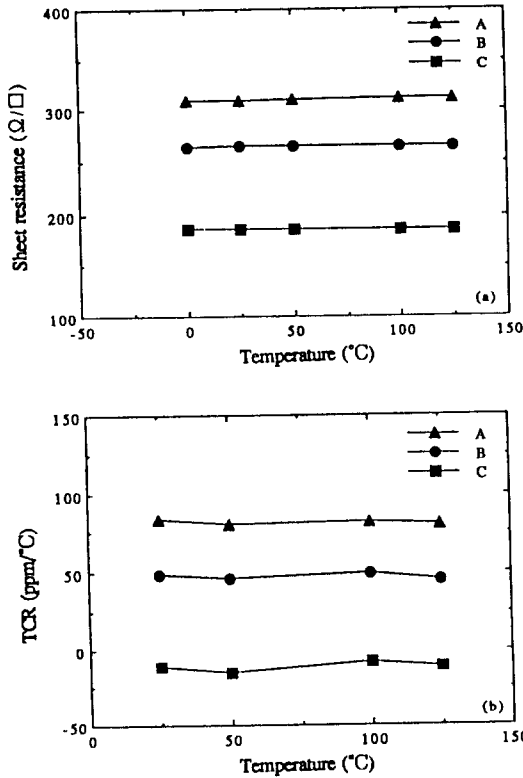 400
300
200
100
Sheet resistance (Ω/□)
A
B
C
(a)
-50
0
50
100
150
Temperature (°C)
150
100
50
0
-50
TCR (ppm/°C)
A
B
C
(b)
0
50
100
150
Temperature (°C)